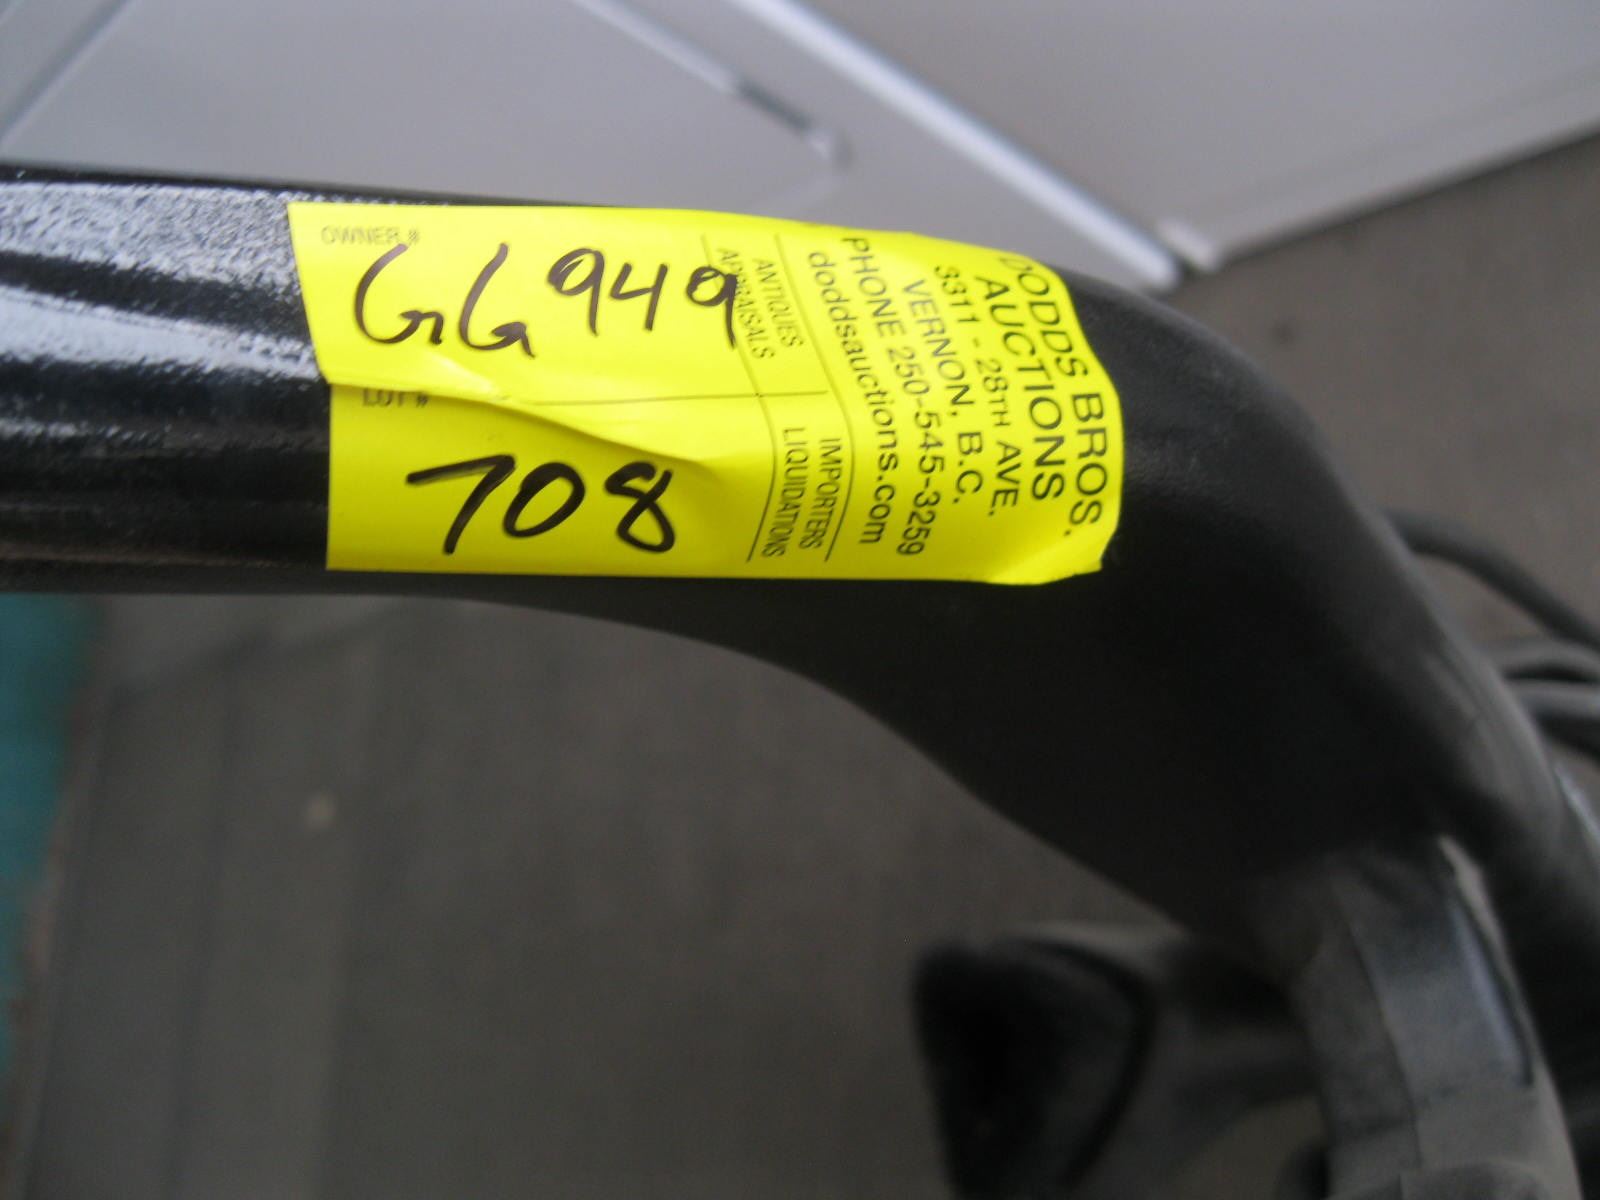 OWNER #
GG949
LOT #
708
ANTIQUES
APPRAISALS
IMPORTERS
LIQUIDATIONS
DODDS BROS.
AUCTIONS
3311 - 28TH AVE.
VERNON, B.C.
PHONE 250-545-3259
doddsauctions.com